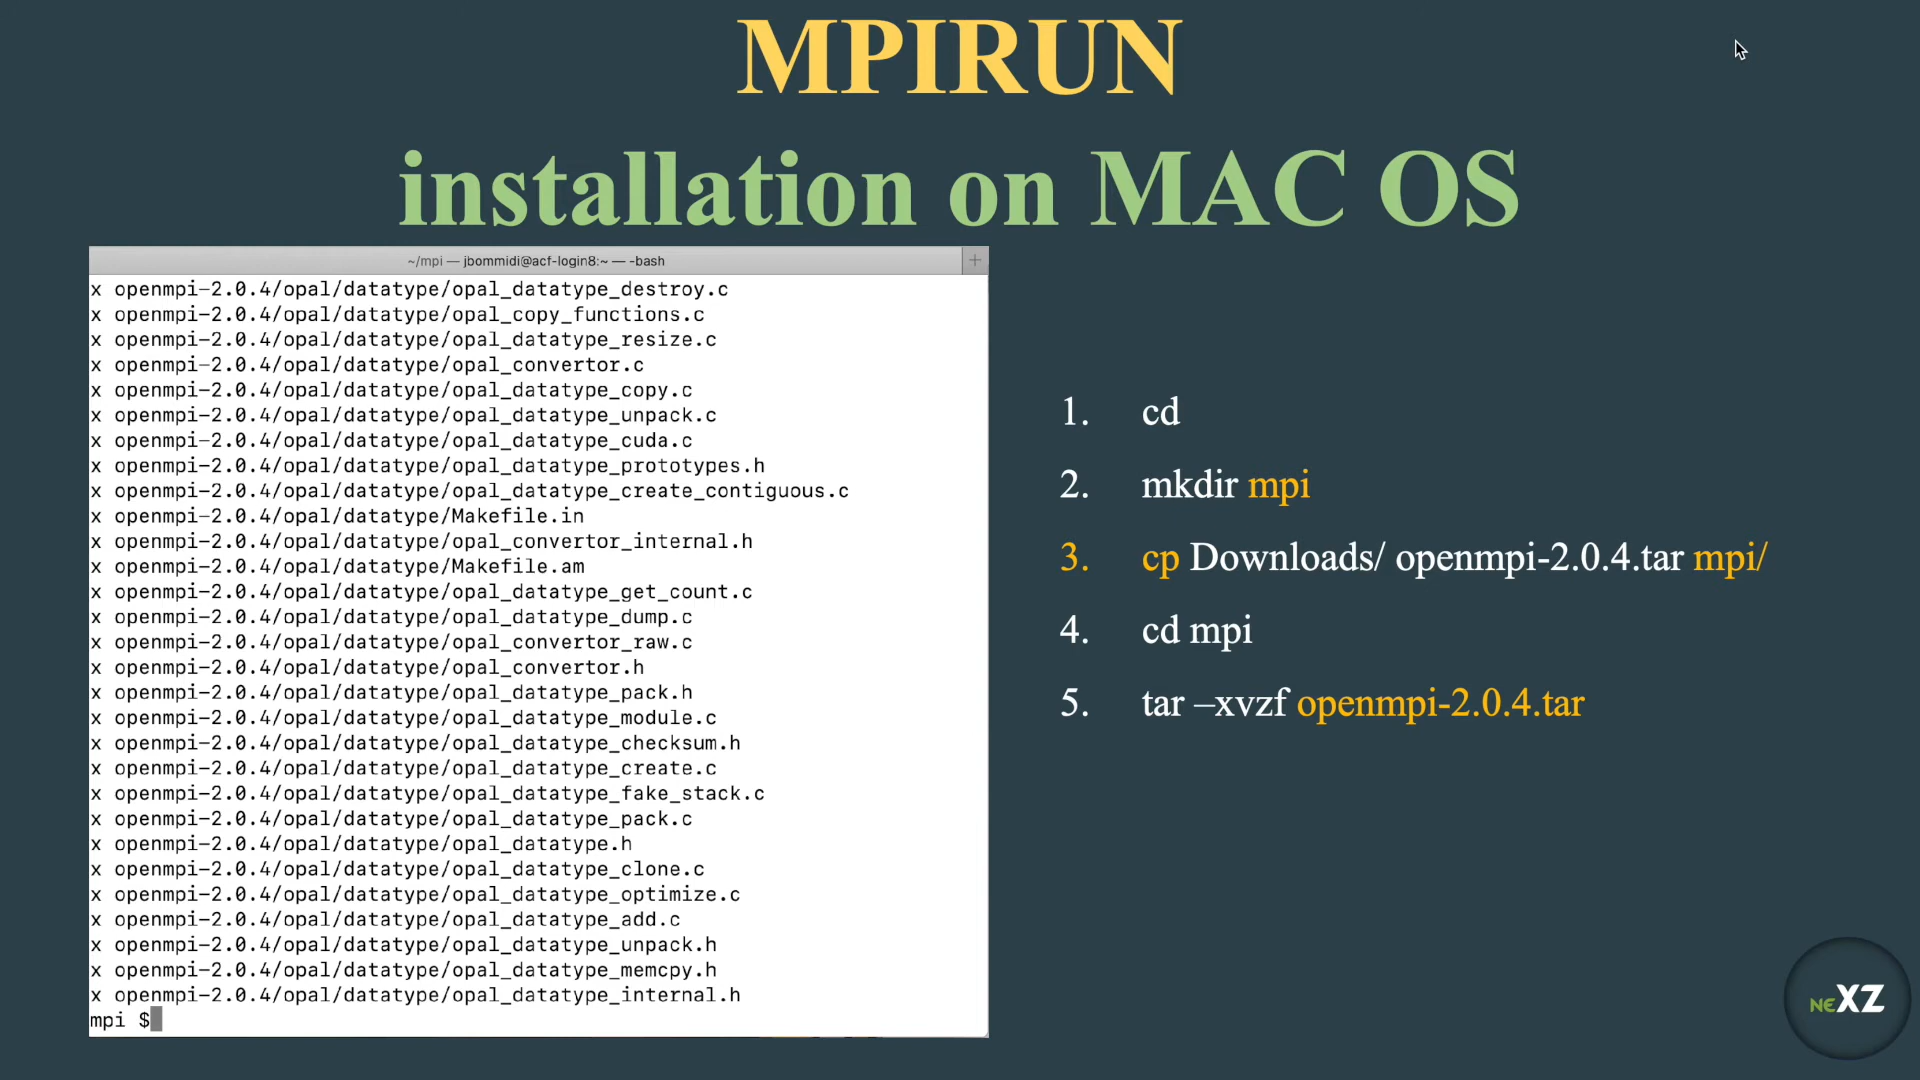 MPIRUN
installation on MAC OS
~/mpi — jbommidi@acf-login8:~ — -bash
+
x openmpi-2.0.4/opal/datatype/opal_datatype_destroy.c
x openmpi-2.0.4/opal/datatype/opal_copy_functions.c
x openmpi-2.0.4/opal/datatype/opal_datatype_resize.c
x openmpi-2.0.4/opal/datatype/opal_convertor.c
x openmpi-2.0.4/opal/datatype/opal_datatype_copy.c
x openmpi-2.0.4/opal/datatype/opal_datatype_unpack.c
x openmpi-2.0.4/opal/datatype/opal_datatype_cuda.c
x openmpi-2.0.4/opal/datatype/opal_datatype_prototypes.h
x openmpi-2.0.4/opal/datatype/opal_datatype_create_contiguous.c
x openmpi-2.0.4/opal/datatype/Makefile.in
x openmpi-2.0.4/opal/datatype/opal_convertor_internal.h
x openmpi-2.0.4/opal/datatype/Makefile.am
x openmpi-2.0.4/opal/datatype/opal_datatype_get_count.c
x openmpi-2.0.4/opal/datatype/opal_datatype_dump.c
x openmpi-2.0.4/opal/datatype/opal_convertor_raw.c
x openmpi-2.0.4/opal/datatype/opal_convertor.h
x openmpi-2.0.4/opal/datatype/opal_datatype_pack.h
x openmpi-2.0.4/opal/datatype/opal_datatype_module.c
x openmpi-2.0.4/opal/datatype/opal_datatype_checksum.h
x openmpi-2.0.4/opal/datatype/opal_datatype_create.c
x openmpi-2.0.4/opal/datatype/opal_datatype_fake_stack.c
x openmpi-2.0.4/opal/datatype/opal_datatype_pack.c
x openmpi-2.0.4/opal/datatype/opal_datatype.h
x openmpi-2.0.4/opal/datatype/opal_datatype_clone.c
x openmpi-2.0.4/opal/datatype/opal_datatype_optimize.c
x openmpi-2.0.4/opal/datatype/opal_datatype_add.c
x openmpi-2.0.4/opal/datatype/opal_datatype_unpack.h
x openmpi-2.0.4/opal/datatype/opal_datatype_memcpy.h
x openmpi-2.0.4/opal/datatype/opal_datatype_internal.h
mpi $
1. cd
2. mkdir mpi
3. cp Downloads/ openmpi-2.0.4.tar mpi/
4. cd mpi
5. tar –xvzf openmpi-2.0.4.tar
NEXZ